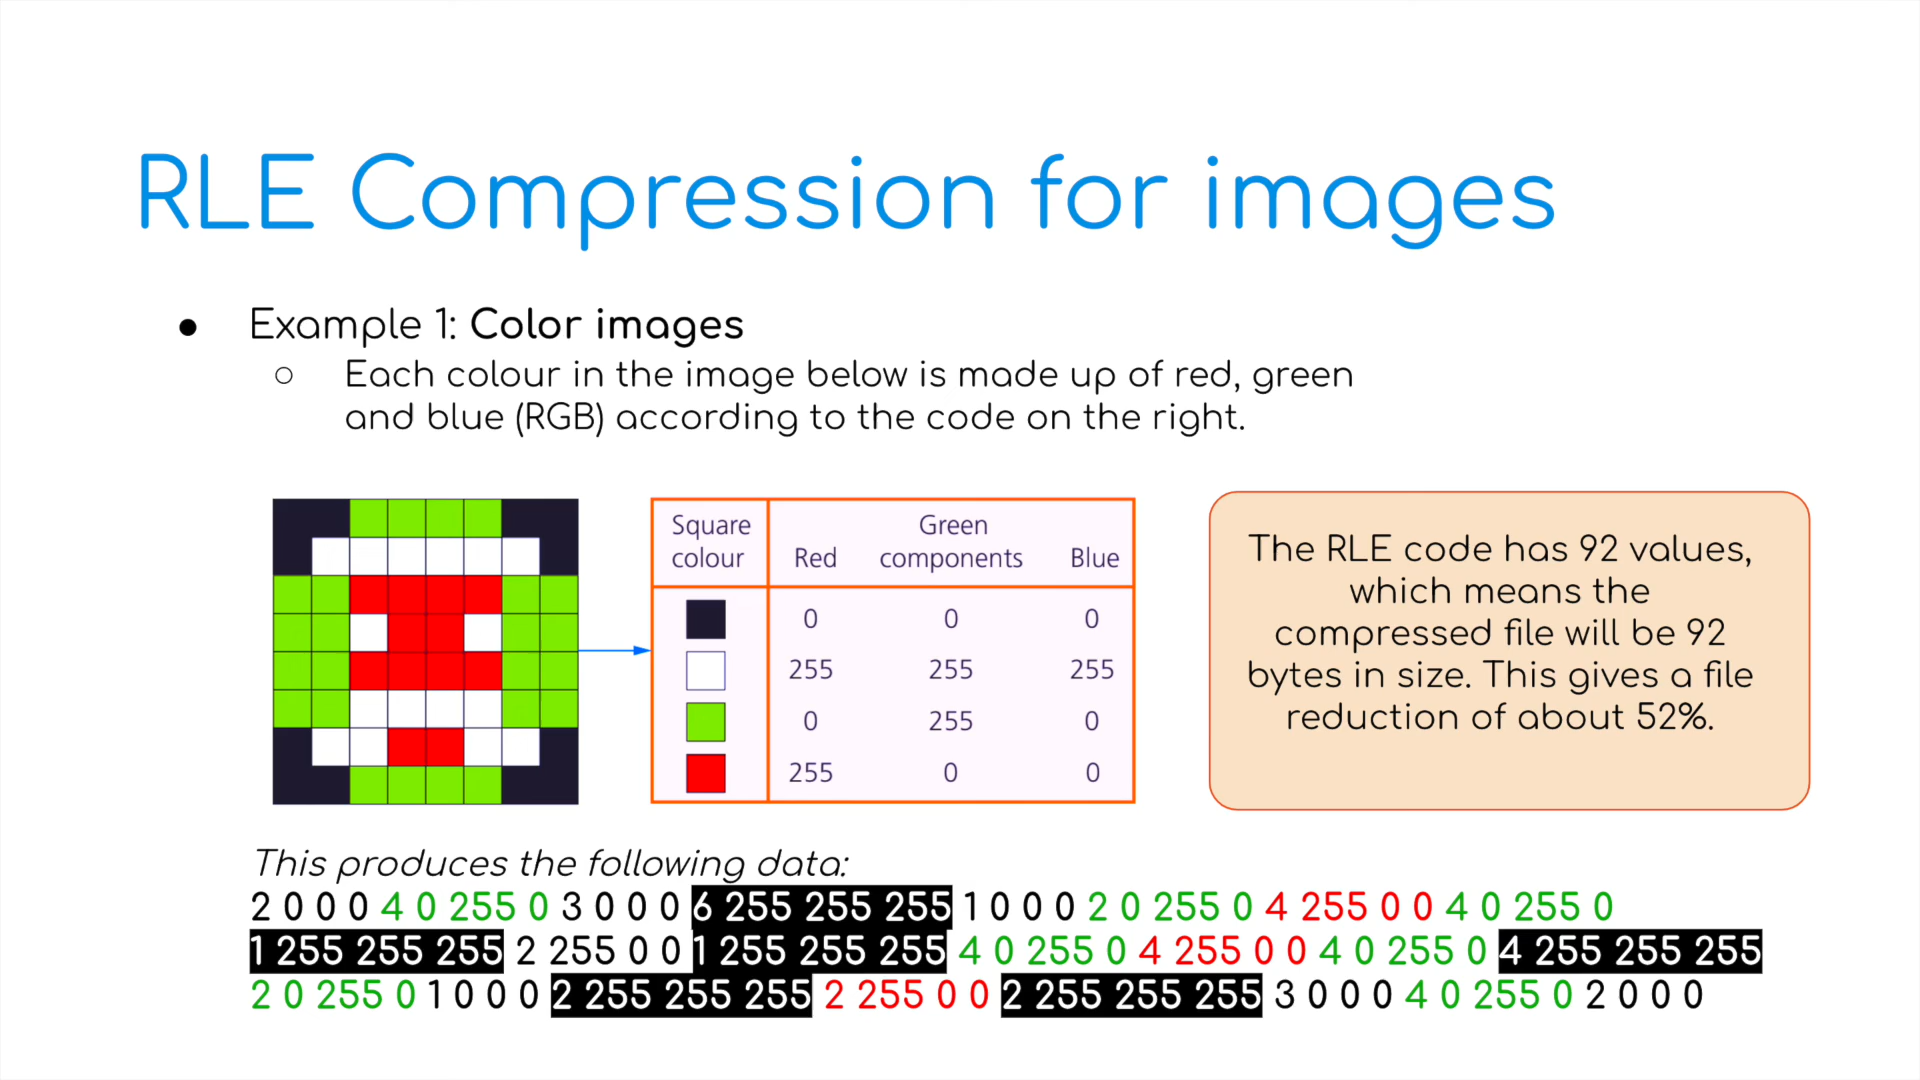 RLE Compression for images
● Example 1: Color images
○ Each colour in the image below is made up of red, green
and blue (RGB) according to the code on the right.
Square colour Red Green components Blue
0 0 0
255 255 255
0 255 0
255 0 0
The RLE code has 92 values,
which means the
compressed file will be 92
bytes in size. This gives a file
reduction of about 52%.
This produces the following data:
2 0 0 0 4 0 255 0 3 0 0 0 6 255 255 255 1 0 0 0 2 0 255 0 4 255 0 0 4 0 255 0
1 255 255 255 2 255 0 0 1 255 255 255 4 0 255 0 4 255 0 0 4 0 255 0 4 255 255 255
2 0 255 0 1 0 0 0 2 255 255 255 2 255 0 0 2 255 255 255 3 0 0 0 4 0 255 0 2 0 0 0